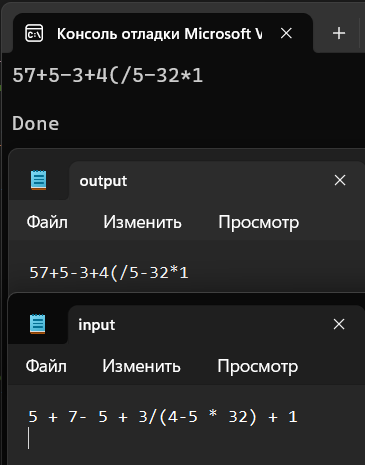 Консоль отладки Microsoft V
57+5-3+4(/5-32*1
Done
output
Файл Изменить Просмотр
57+5-3+4(/5-32*1
input
Файл Изменить Просмотр
5 + 7- 5 + 3/(4-5 * 32) + 1